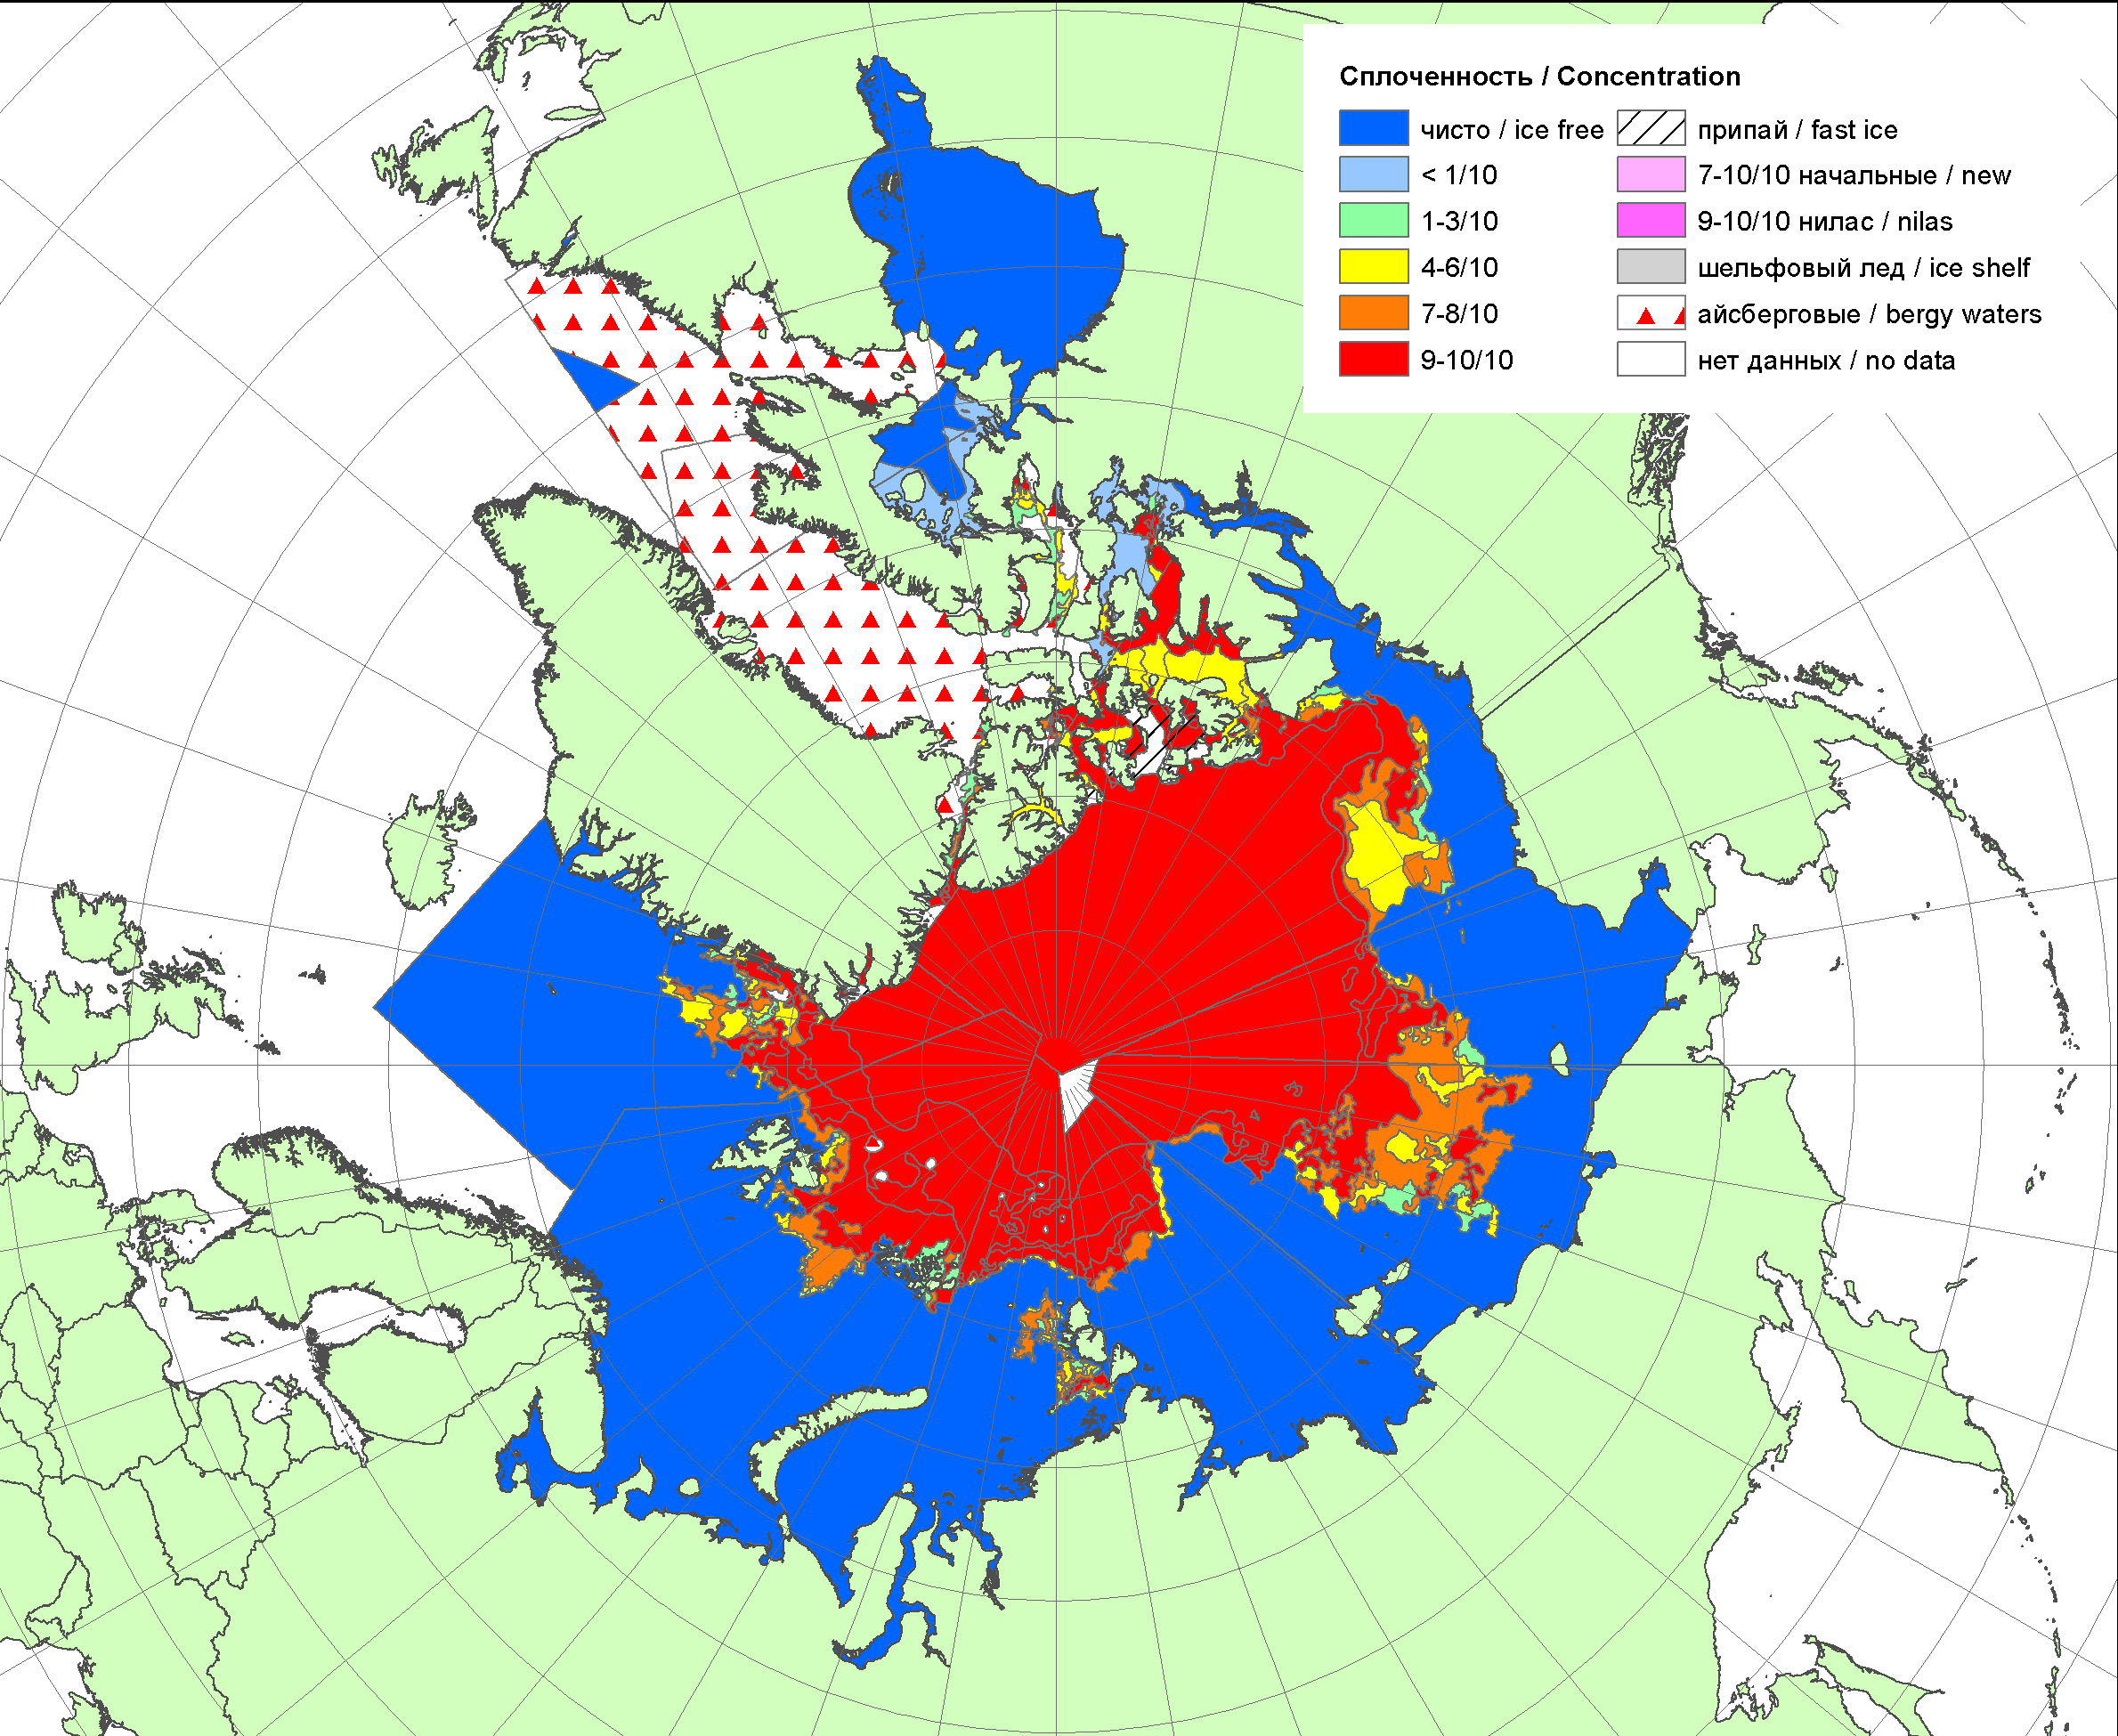 Сплоченность / Concentration
чисто / ice free
< 1/10
1-3/10
4-6/10
7-8/10
9-10/10
припай / fast ice
7-10/10 начальные / new
9-10/10 нилас / nilas
шельфовый лед / ice shelf
айсберговые / bergy waters
нет данных / no data